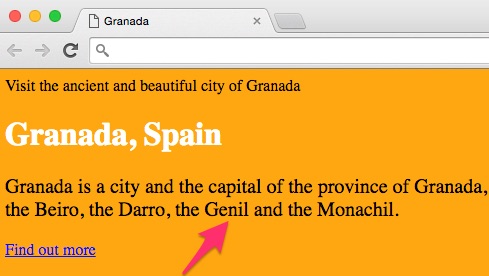 Granada
Visit the ancient and beautiful city of Granada
Granada, Spain
Granada is a city and the capital of the province of Granada,
the Beiro, the Darro, the Genil and the Monachil.
Find out more